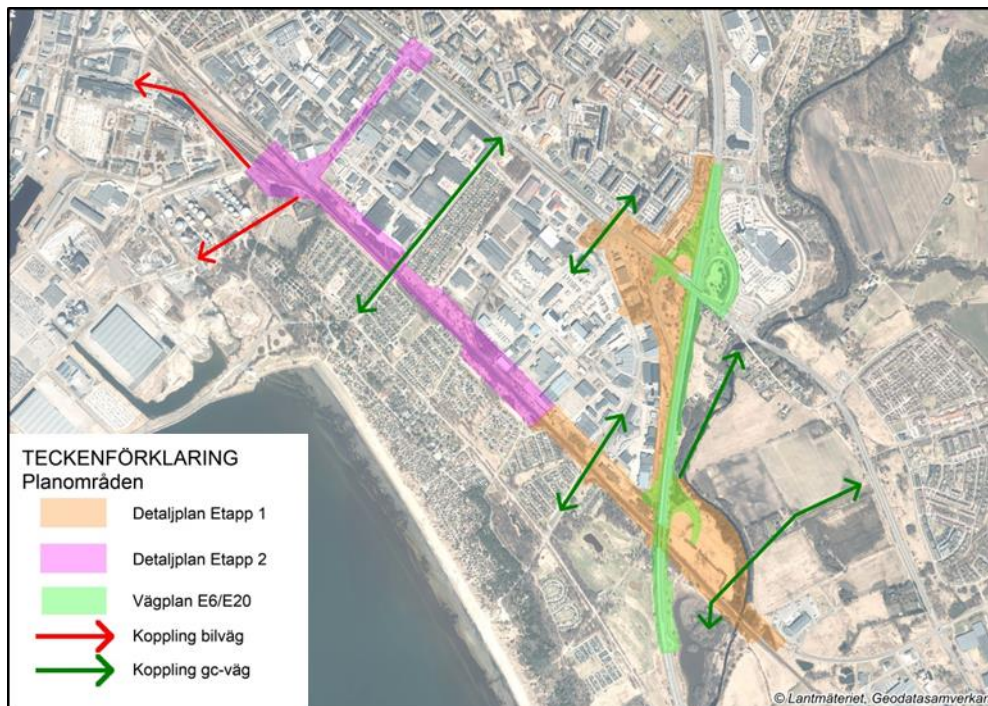 TECKENFÖRKLARING
Planområden
Detaljplan Etapp 1
Detaljplan Etapp 2
Vägplan E6/E20
Koppling bilväg
Koppling gc-väg
© Lantmäteriet, Geodatasamverkan